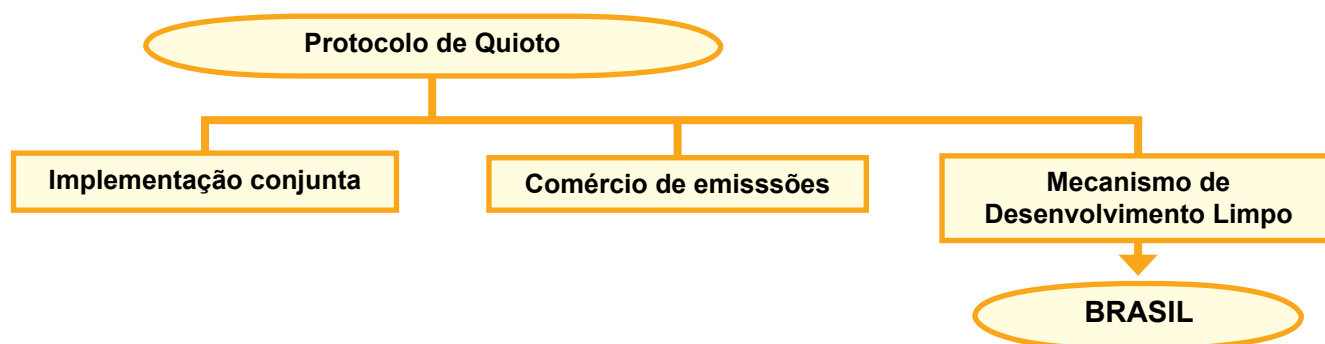 Protocolo de Quioto
Implementação conjunta
Comércio de emisssões
Mecanismo de
Desenvolvimento Limpo
BRASIL